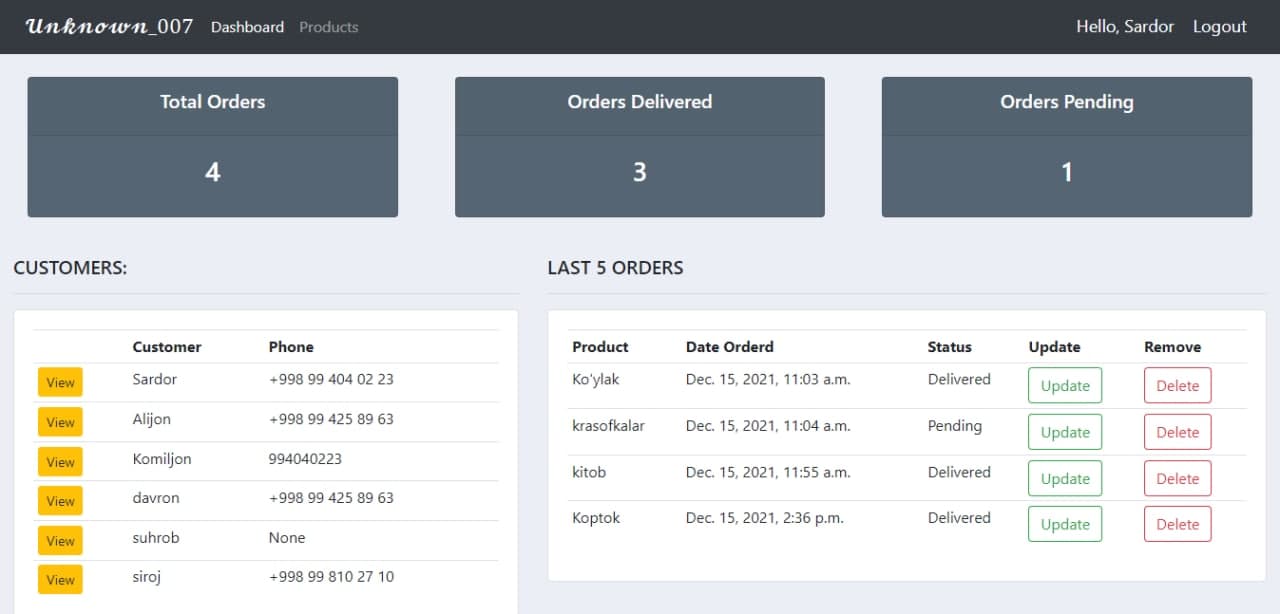 Unknown_007 Dashboard Products Hello, Sardor Logout
Total Orders
4
Orders Delivered
3
Orders Pending
1
CUSTOMERS:
Customer Phone
View Sardor +998 99 404 02 23
View Alijon +998 99 425 89 63
View Komiljon 994040223
View davron +998 99 425 89 63
View suhrob None
View siroj +998 99 810 27 10
LAST 5 ORDERS
Product Date Orderd Status Update Remove
Ko'ylak Dec. 15, 2021, 11:03 a.m. Delivered Update Delete
krasofkalar Dec. 15, 2021, 11:04 a.m. Pending Update Delete
kitob Dec. 15, 2021, 11:55 a.m. Delivered Update Delete
Koptok Dec. 15, 2021, 2:36 p.m. Delivered Update Delete